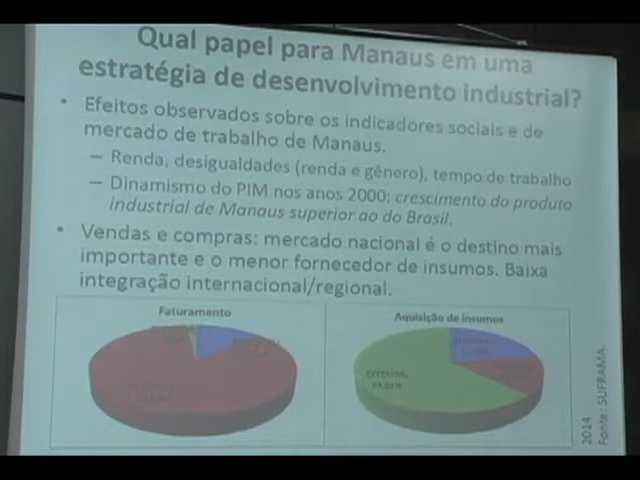 Qual papel para Manaus em uma
estratégia de desenvolvimento industrial?
• Efeitos observados sobre os indicadores sociais e de
mercado de trabalho de Manaus.
– Renda, desigualdades (renda e gênero), tempo de trabalho
– Dinamismo do PIM nos anos 2000: crescimento do produto
industrial de Manaus superior ao do Brasil.
• Vendas e compras: mercado nacional é o destino mais
importante e o menor fornecedor de insumos. Baixa
integração internacional/regional.
Faturamento
Aquisição de insumos
2014
Fonte: SUFRAMA.